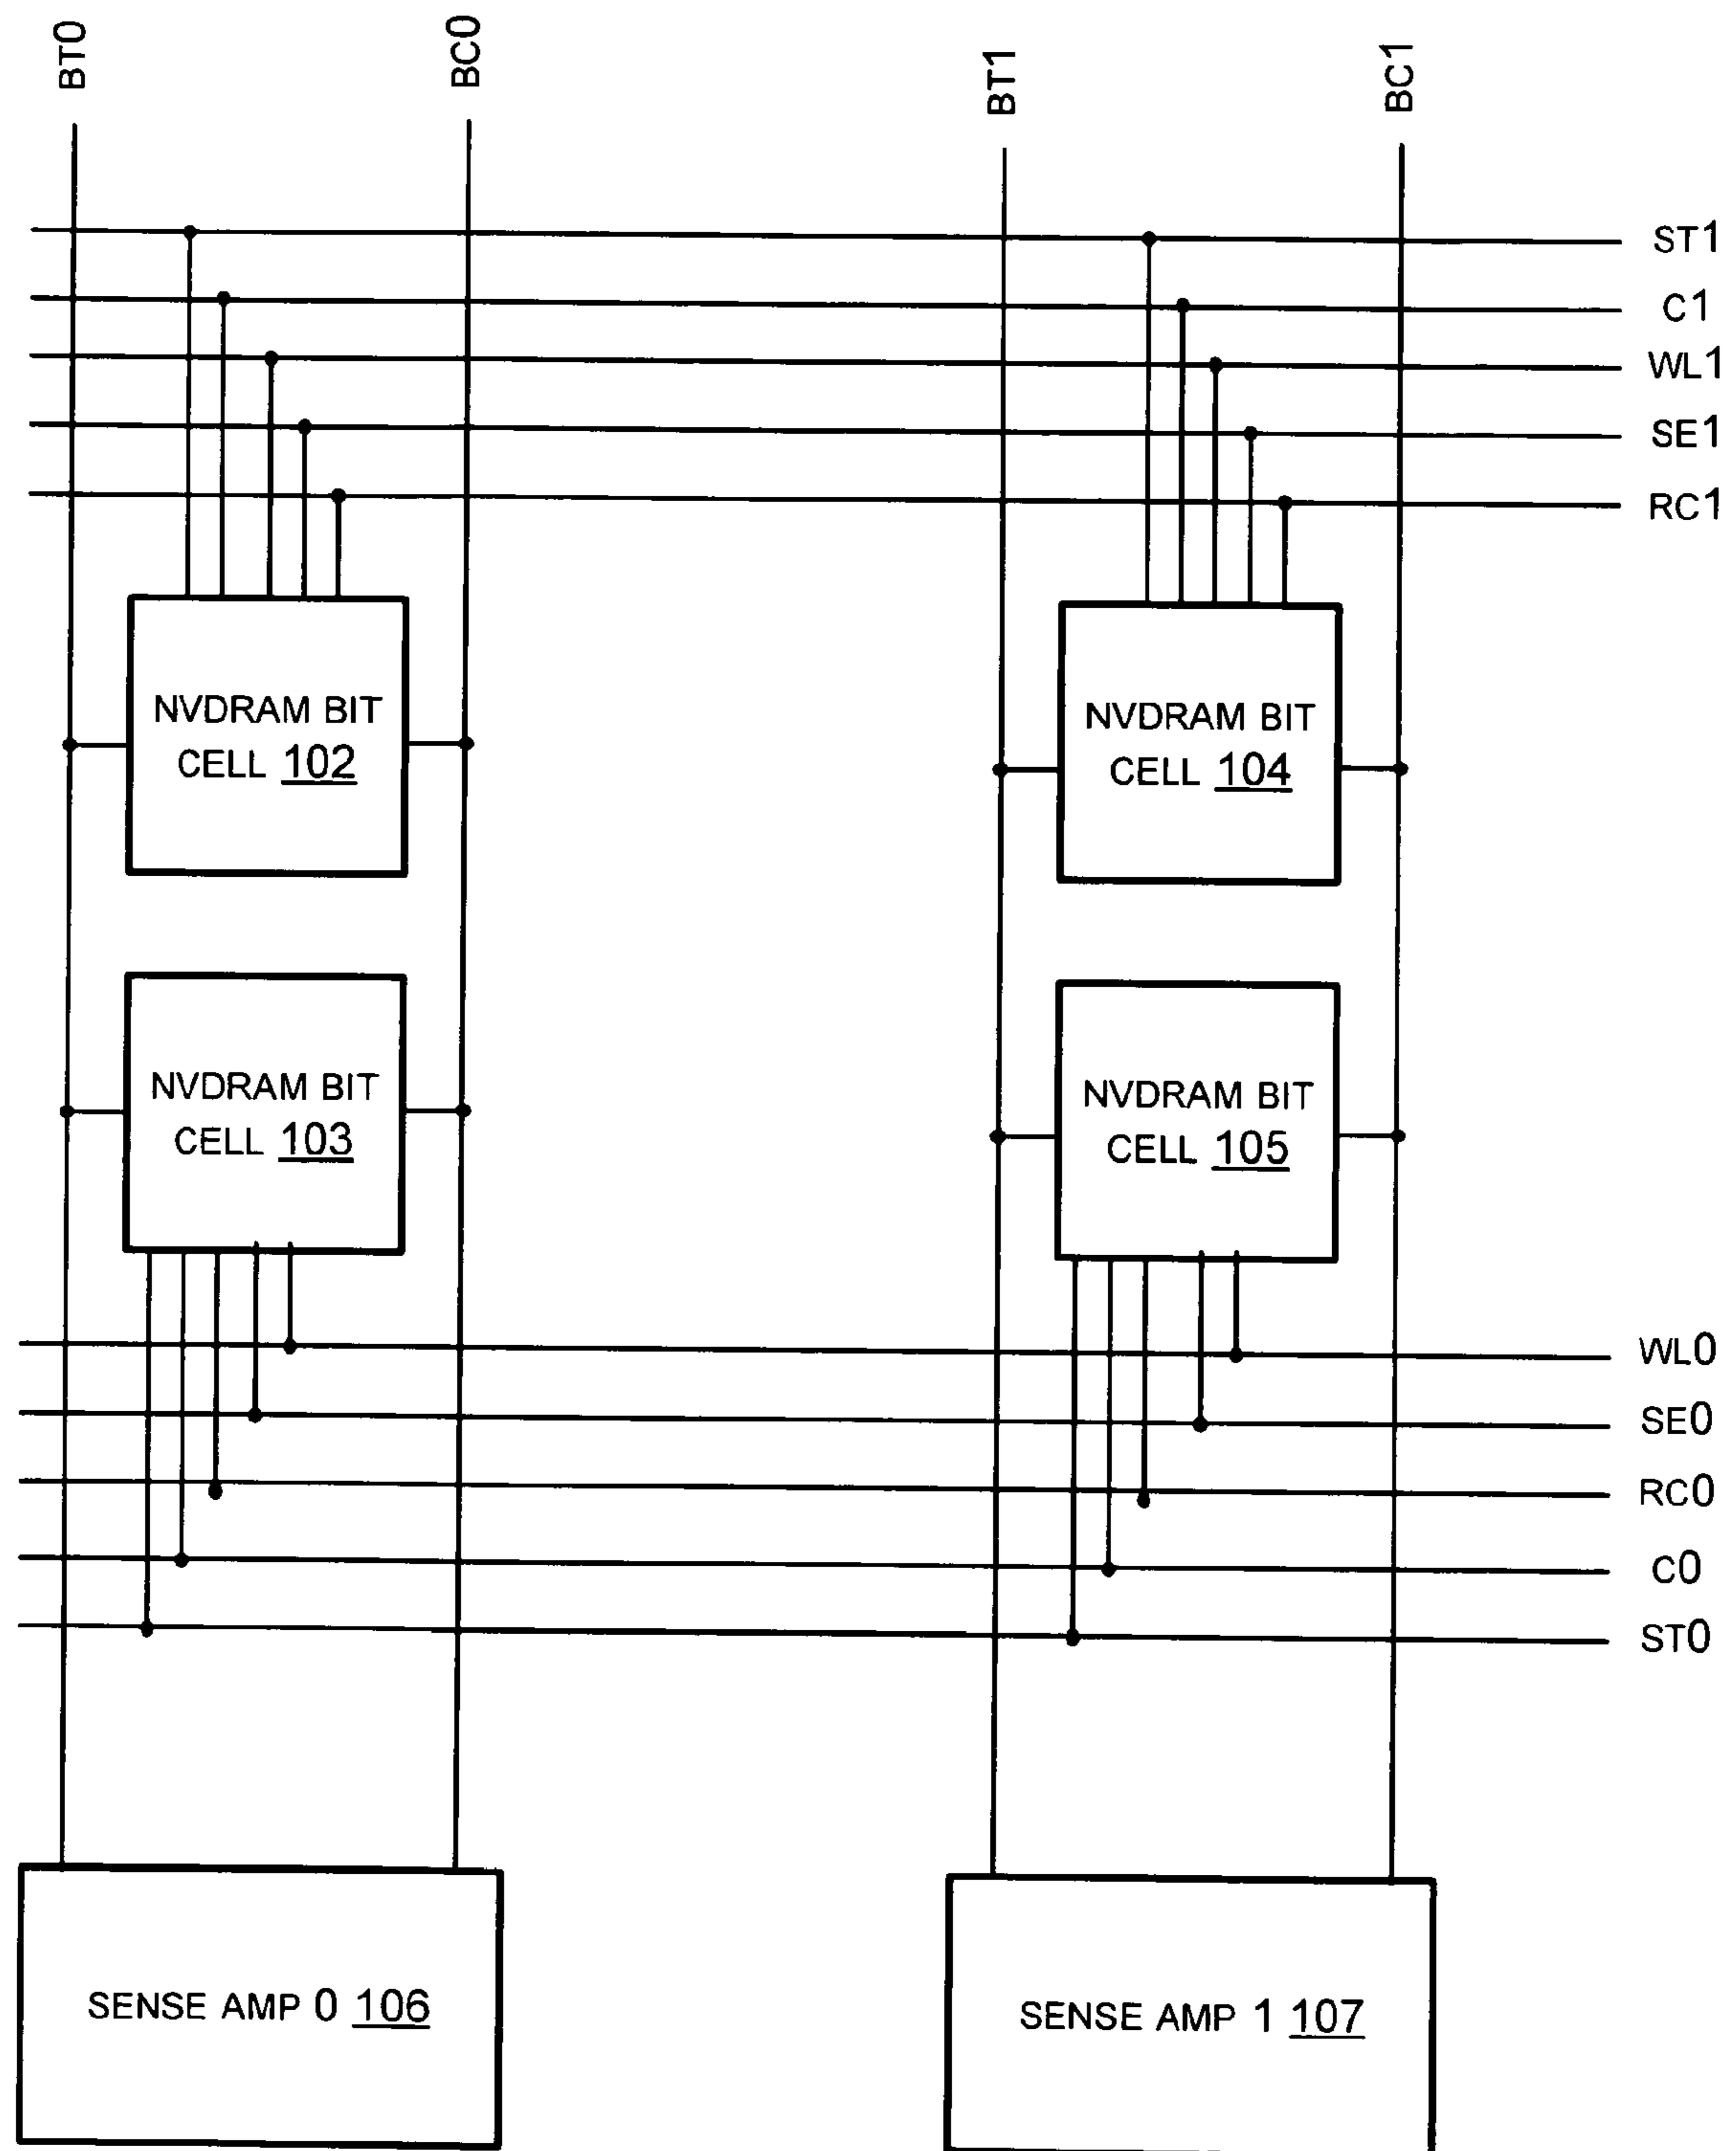 BT0
BC0
BT1
BC1
ST1
C1
WL1
SE1
RC1
NVDRAM BIT
CELL 102
NVDRAM BIT
CELL 104
NVDRAM BIT
CELL 103
NVDRAM BIT
CELL 105
WL0
SE0
RC0
C0
ST0
SENSE AMP 0 106
SENSE AMP 1 107